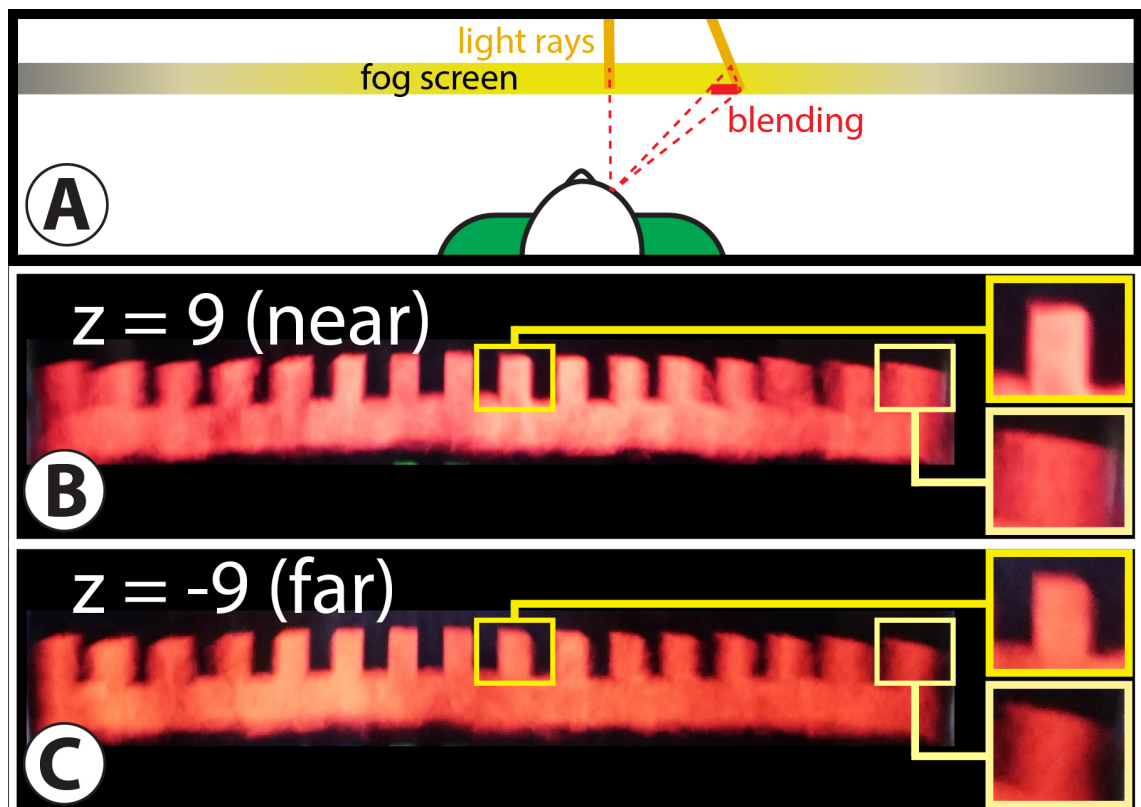 light rays
fog screen
blending
A
z = 9 (near)
B
z = -9 (far)
C